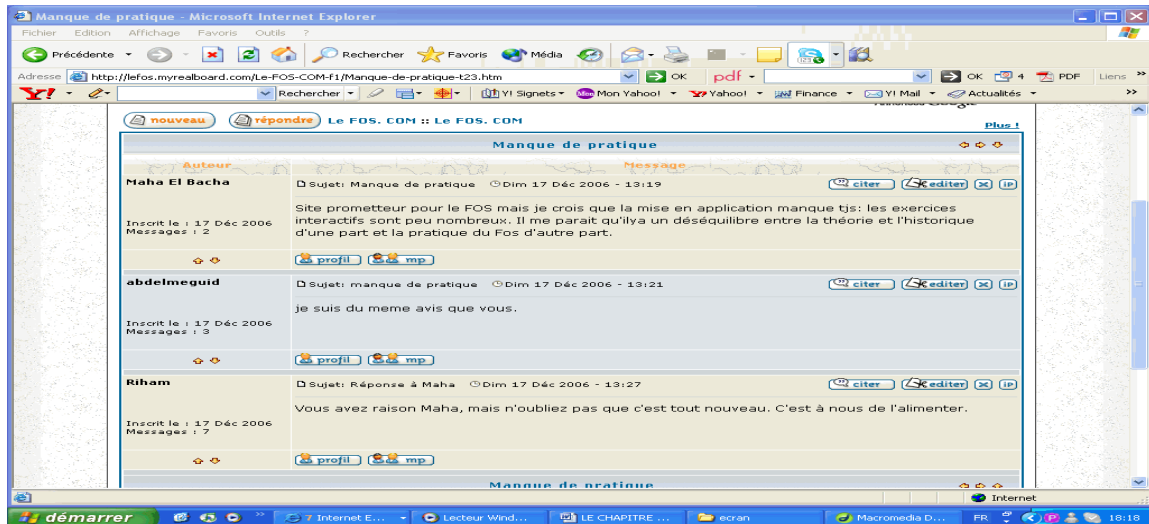 Manque de pratique - Microsoft Internet Explorer
Fichier Edition Affichage Favoris Outils ?
Précédente Rechercher Favoris Média
Adresse http://lefos.myrealboard.com/Le-FOS-COM-f1/Manque-de-pratique-t23.htm OK pdf OK 4 PDF Liens »
Y! Rechercher Y! Signets Mon Yahoo! Yahoo! Finance Y! Mail Actualités »
nouveau répondre Le FOS. COM :: Le FOS. COM
Plus !
Manque de pratique
Auteur Message
Maha El Bacha
Sujet: Manque de pratique Dim 17 Déc 2006 - 13:19 citer editer X IP
Site prometteur pour le FOS mais je crois que la mise en application manque tjs: les exercices
interactifs sont peu nombreux. Il me parait qu'ilya un déséquilibre entre la théorie et l'historique
d'une part et la pratique du Fos d'autre part.
Inscrit le : 17 Déc 2006
Messages : 2
profil mp
abdelmeguid
Sujet: manque de pratique Dim 17 Déc 2006 - 13:21 citer editer X IP
je suis du meme avis que vous.
Inscrit le : 17 Déc 2006
Messages : 3
profil mp
Riham
Sujet: Réponse à Maha Dim 17 Déc 2006 - 13:27 citer editer X IP
Vous avez raison Maha, mais n'oubliez pas que c'est tout nouveau. C'est à nous de l'alimenter.
Inscrit le : 17 Déc 2006
Messages : 7
profil mp
Manque de pratique
Internet
démarrer » 7 Internet E... Lecteur Wind... LE CHAPITRE ... ecran Macromedia D... FR 18:18